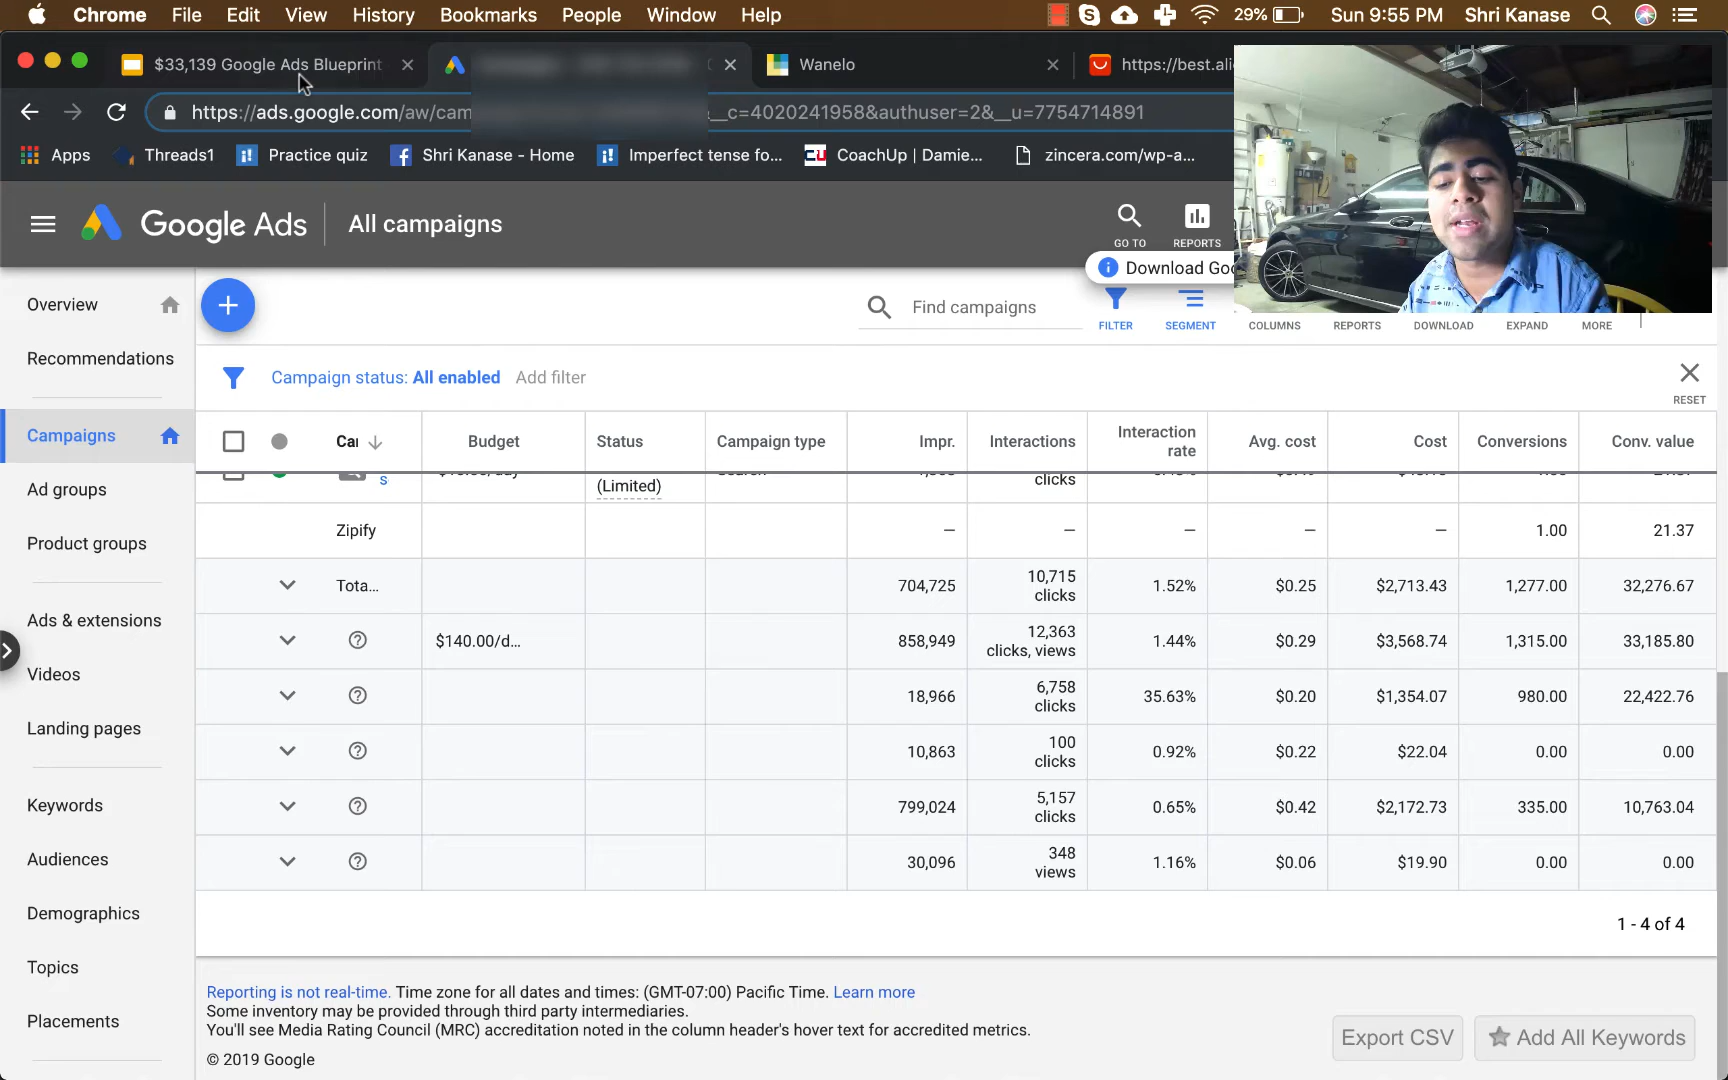 Chrome File Edit View History Bookmarks People Window Help 29% Sun 9:55 PM Shri Kanase
$33,139 Google Ads Blueprint
Wanelo
https://best.ali
https://ads.google.com/aw/cam
__c=4020241958&authuser=2&__u=7754714891
Apps Threads1 Practice quiz Shri Kanase - Home Imperfect tense fo... CoachUp | Damie... zincera.com/wp-a...
Google Ads All campaigns
GO TO REPORTS
Download Goo
Overview
Recommendations
Campaigns
Ad groups
Product groups
Ads & extensions
Videos
Landing pages
Keywords
Audiences
Demographics
Topics
Placements
Find campaigns
FILTER SEGMENT COLUMNS REPORTS DOWNLOAD EXPAND MORE
Campaign status: All enabled Add filter
RESET
Cai Budget Status Campaign type Impr. Interactions Interaction rate Avg. cost Cost Conversions Conv. value
s (Limited) clicks
Zipify — — — — — 1.00 21.37
Tota... 704,725 10,715 clicks 1.52% $0.25 $2,713.43 1,277.00 32,276.67
$140.00/d... 858,949 12,363 clicks, views 1.44% $0.29 $3,568.74 1,315.00 33,185.80
18,966 6,758 clicks 35.63% $0.20 $1,354.07 980.00 22,422.76
10,863 100 clicks 0.92% $0.22 $22.04 0.00 0.00
799,024 5,157 clicks 0.65% $0.42 $2,172.73 335.00 10,763.04
30,096 348 views 1.16% $0.06 $19.90 0.00 0.00
1 - 4 of 4
Reporting is not real-time. Time zone for all dates and times: (GMT-07:00) Pacific Time. Learn more
Some inventory may be provided through third party intermediaries.
You'll see Media Rating Council (MRC) accreditation noted in the column header's hover text for accredited metrics.
© 2019 Google
Export CSV
Add All Keywords